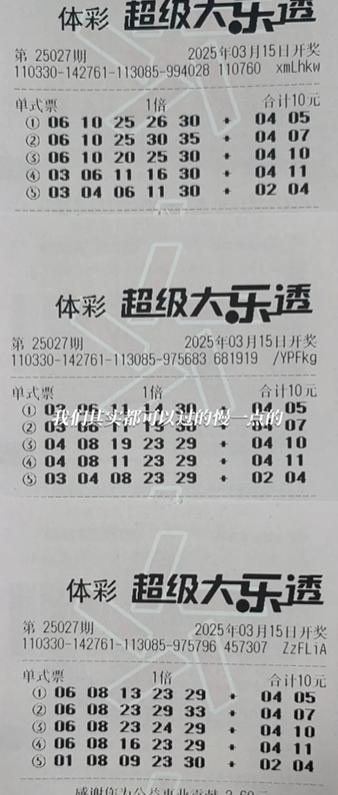 体彩 超级大乐透
第 25027期 2025年03月15日开奖
110330-142761-113085-994028 110760 xmLhkw
单式票 1倍 合计10元
① 06 10 25 26 30 + 04 05
② 06 10 25 30 35 + 04 07
③ 06 10 20 25 30 + 04 10
④ 03 06 11 16 30 + 04 11
⑤ 03 04 06 11 30 + 02 04
体彩 超级大乐透
第 25027期 2025年03月15日开奖
110330-142761-113085-975683 681919 /YPFkg
单式票 1倍 合计10元
① 06 11 30 04 05
我们其实都可以过的慢一点的
② 07
③ 04 08 19 23 29 + 04 10
④ 04 08 11 23 29 + 04 11
⑤ 03 04 08 23 29 + 02 04
体彩 超级大乐透
第 25027期 2025年03月15日开奖
110330-142761-113085-975796 457307 ZzFLiA
单式票 1倍 合计10元
① 06 08 13 23 29 + 04 05
② 06 08 23 29 33 + 04 07
③ 06 08 23 24 29 + 04 10
④ 06 08 16 23 29 + 04 11
⑤ 01 08 09 23 30 + 02 04